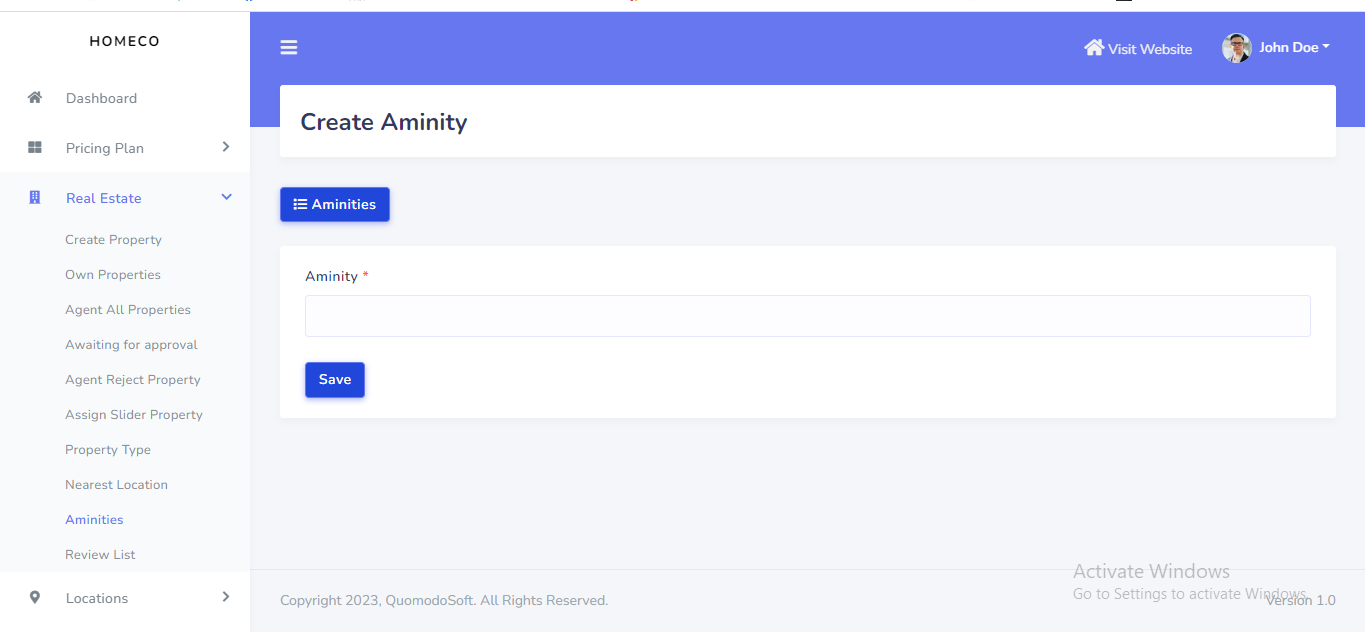 HOMECO
Visit Website
John Doe
Dashboard
Pricing Plan
Real Estate
Create Property
Own Properties
Agent All Properties
Awaiting for approval
Agent Reject Property
Assign Slider Property
Property Type
Nearest Location
Aminities
Review List
Locations
Create Aminity
Aminities
Aminity *
Save
Activate Windows
Go to Settings to activate Windows.
Copyright 2023, QuomodoSoft. All Rights Reserved.
Version 1.0